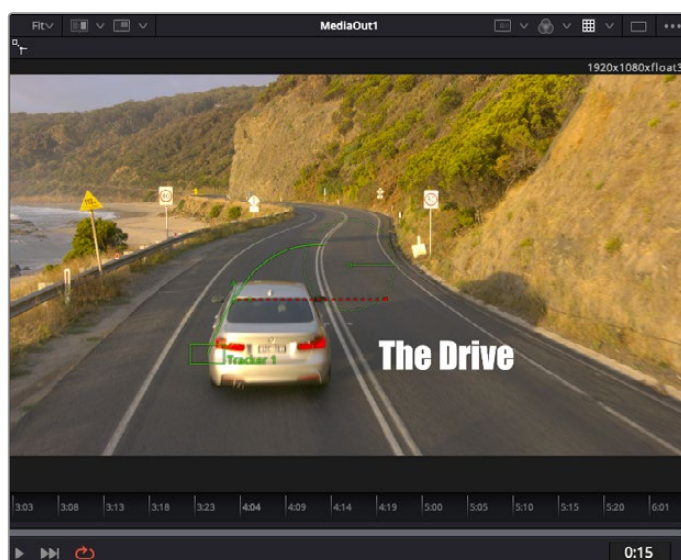 Fit MediaOut1
1920x1080xfloat3
Tracker 1
The Drive
3:03 3:08 3:13 3:18 3:23 4:04 4:09 4:14 4:19 5:00 5:05 5:10 5:15 5:20 6:01
0:15